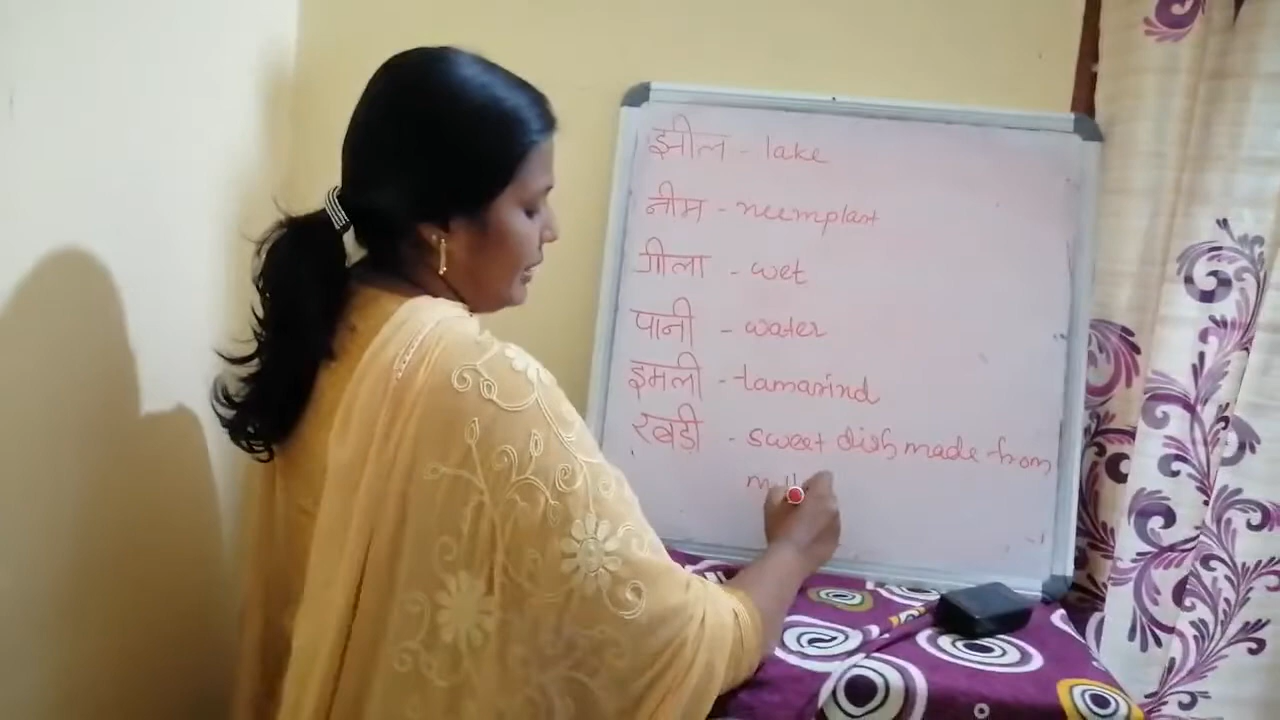 झील - lake
नीम - neemplant
गीला - wet
पानी - water
इमली - tamarind
रबड़ी - sweet dish made from